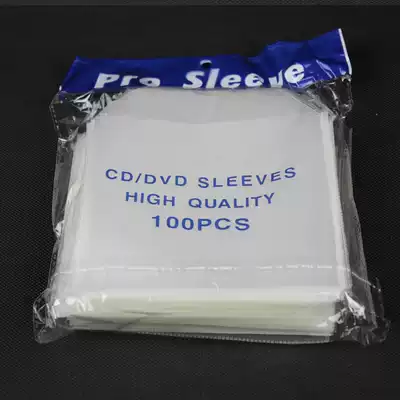 Pro Sleeve
CD/DVD SLEEVES
HIGH QUALITY
100PCS